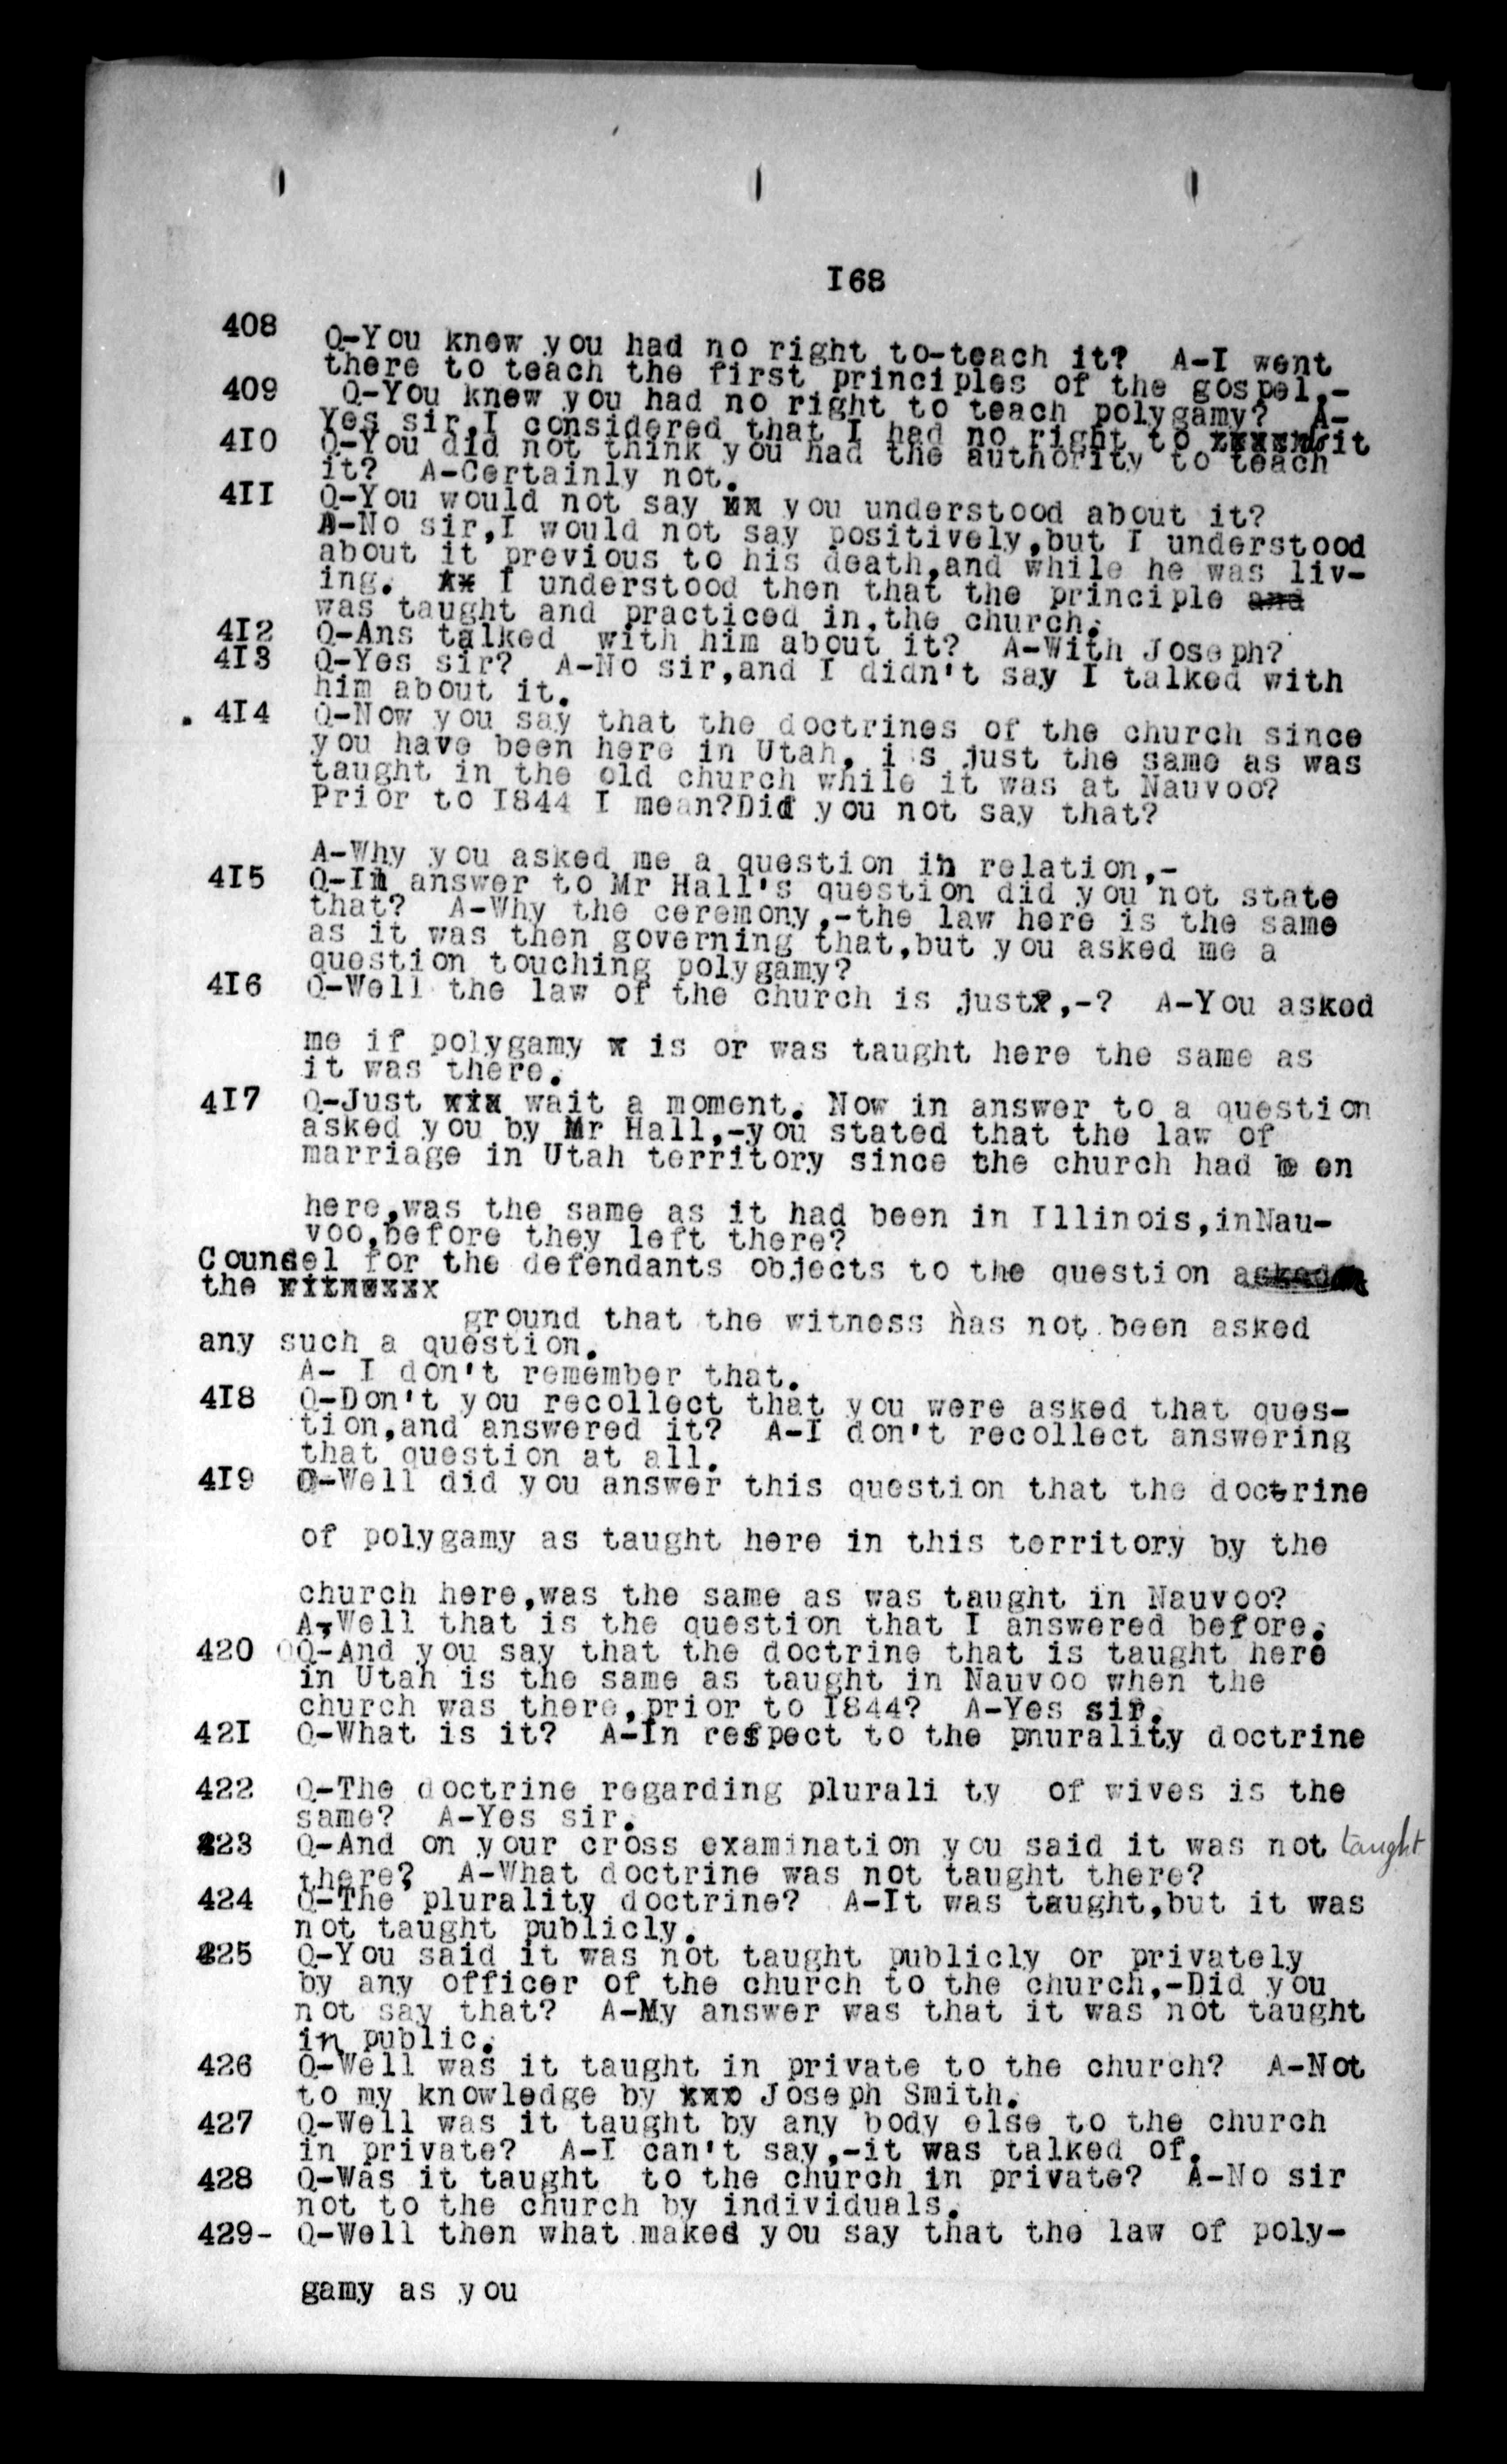 I68
408 Q-You knew you had no right to-teach it?  A-I went
there to teach the first principles of the gospel,-
409 Q-You knew you had no right to teach polygamy?  A-
Yes sir,I considered that I had no right to it
4I0 Q-You did not think you had the authority to teach
it?  A-Certainly not.
4II Q-You would not say xx you understood about it?
A-No sir,I would not say positively,but I understood
about it previous to his death,and while he was liv-
ing. xx I understood then that the principle and
was taught and practiced in.the church.
4I2 Q-Ans talked  with him about it?  A-With Joseph?
4I3 Q-Yes sir?  A-No sir,and I didn't say I talked with
him about it.
. 4I4 Q-Now you say that the doctrines of the church since
you have been here in Utah, i s just the same as was
taught in the old church while it was at Nauvoo?
Prior to I844 I mean?Did you not say that?
A-Why you asked me a question in relation,-
4I5 Q-In answer to Mr Hall's question did you not state
that?  A-Why the ceremony,-the law here is the same
as it was then governing that,but you asked me a
question touching polygamy?
4I6 Q-Well the law of the church is just?,-?  A-You asked
me if polygamy x is or was taught here the same as
it was there.
4I7 Q-Just xix wait a moment. Now in answer to a question
asked you by Mr Hall,-you stated that the law of
marriage in Utah territory since the church had be en
here,was the same as it had been in Illinois,inNau-
voo,before they left there?
Counsel for the defendants objects to the question asked
the witnexxx
ground that the witness has not been asked
any such a question.
A- I don't remember that.
4I8 Q-Don't you recollect that you were asked that ques-
tion,and answered it?  A-I don't recollect answering
that question at all.
4I9 Q-Well did you answer this question that the doctrine
of polygamy as taught here in this territory by the
church here,was the same as was taught in Nauvoo?
A-Well that is the question that I answered before.
420 OQ-And you say that the doctrine that is taught here
in Utah is the same as taught in Nauvoo when the
church was there,prior to I844?  A-Yes sir.
42I Q-What is it?  A-In respect to the pnurality doctrine
422 Q-The doctrine regarding plurali ty  of wives is the
same?  A-Yes sir.
423 Q-And on your cross examination you said it was not taught
there?  A-What doctrine was not taught there?
424 Q-The plurality doctrine?  A-It was taught,but it was
not taught publicly.
425 Q-You said it was not taught publicly or privately
by any officer of the church to the church,-Did you
not say that?  A-My answer was that it was not taught
in public.
426 Q-Well was it taught in private to the church?  A-Not
to my knowledge by xxx Joseph Smith.
427 Q-Well was it taught by any body else to the church
in private?  A-I can't say,-it was talked of.
428 Q-Was it taught  to the church in private?  A-No sir
not to the church by individuals.
429- Q-Well then what maked you say that the law of poly-
gamy as you